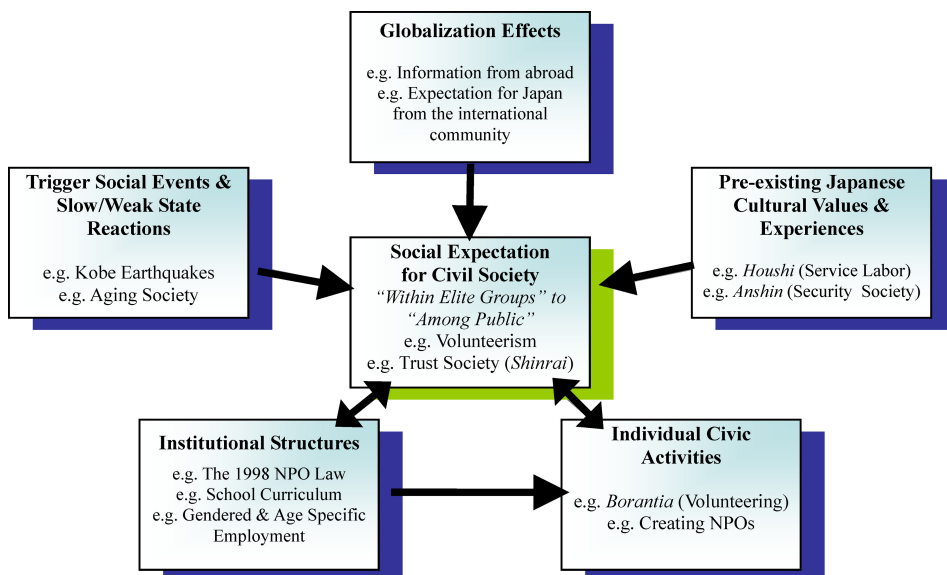 Globalization Effects
e.g. Information from abroad
e.g. Expectation for Japan
from the international
community
Trigger Social Events &
Slow/Weak State
Reactions
e.g. Kobe Earthquakes
e.g. Aging Society
Pre-existing Japanese
Cultural Values &
Experiences
e.g. Houshi (Service Labor)
e.g. Anshin (Security Society)
Social Expectation
for Civil Society
“Within Elite Groups” to
“Among Public”
e.g. Volunteerism
e.g. Trust Society (Shinrai)
Institutional Structures
e.g. The 1998 NPO Law
e.g. School Curriculum
e.g. Gendered & Age Specific
Employment
Individual Civic
Activities
e.g. Borantia (Volunteering)
e.g. Creating NPOs